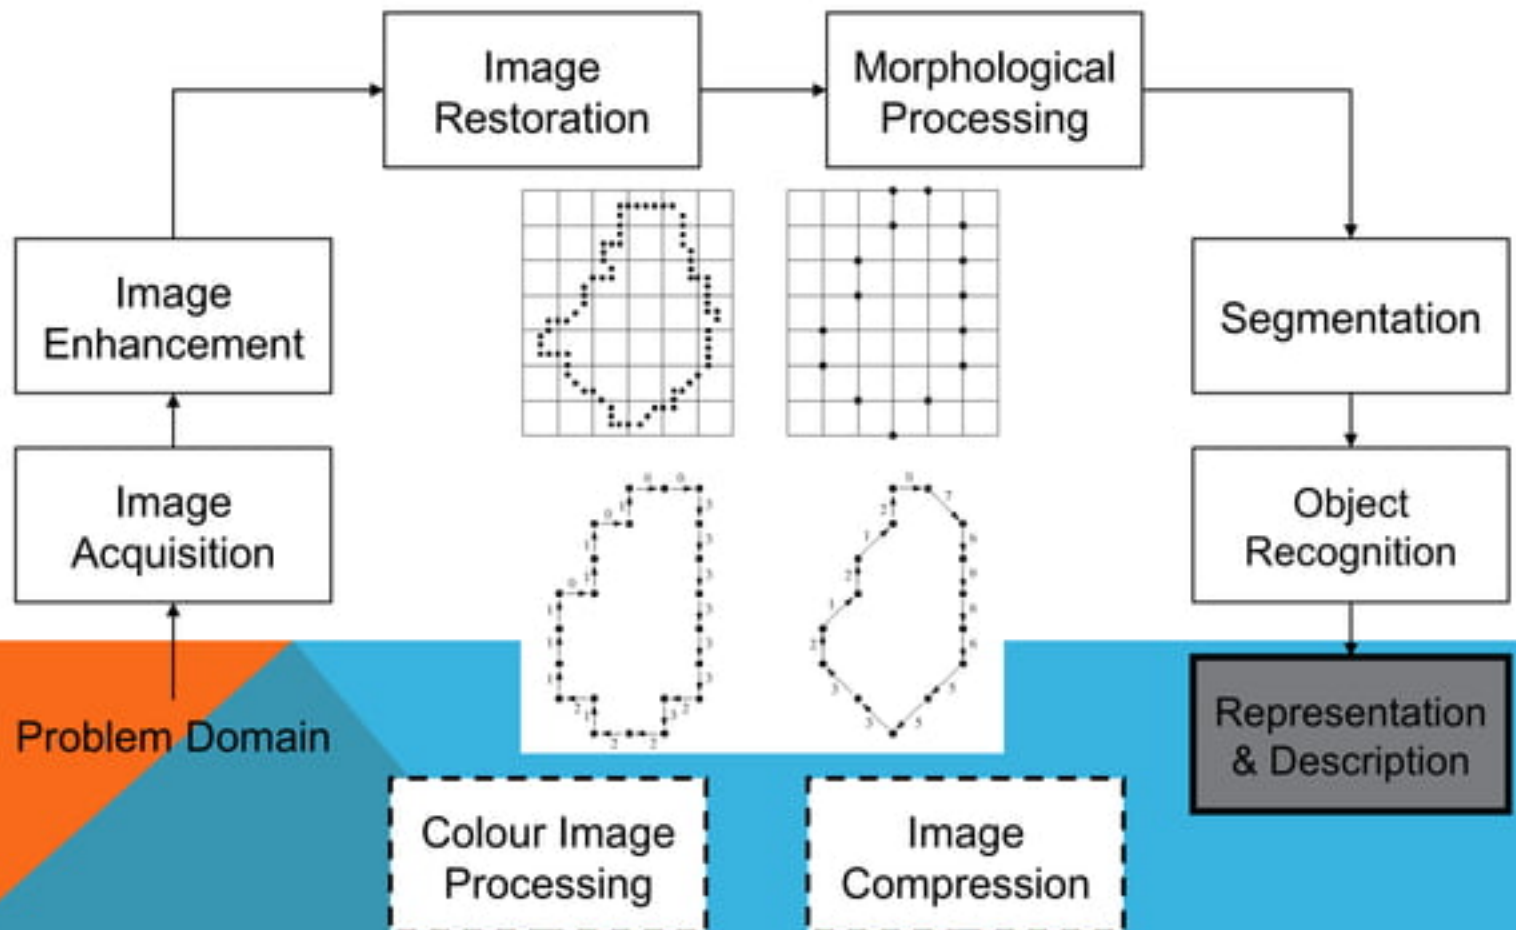 Image
Restoration
Morphological
Processing
Image
Enhancement
Segmentation
Image
Acquisition
Object
Recognition
Problem Domain
Representation
& Description
Colour Image
Processing
Image
Compression